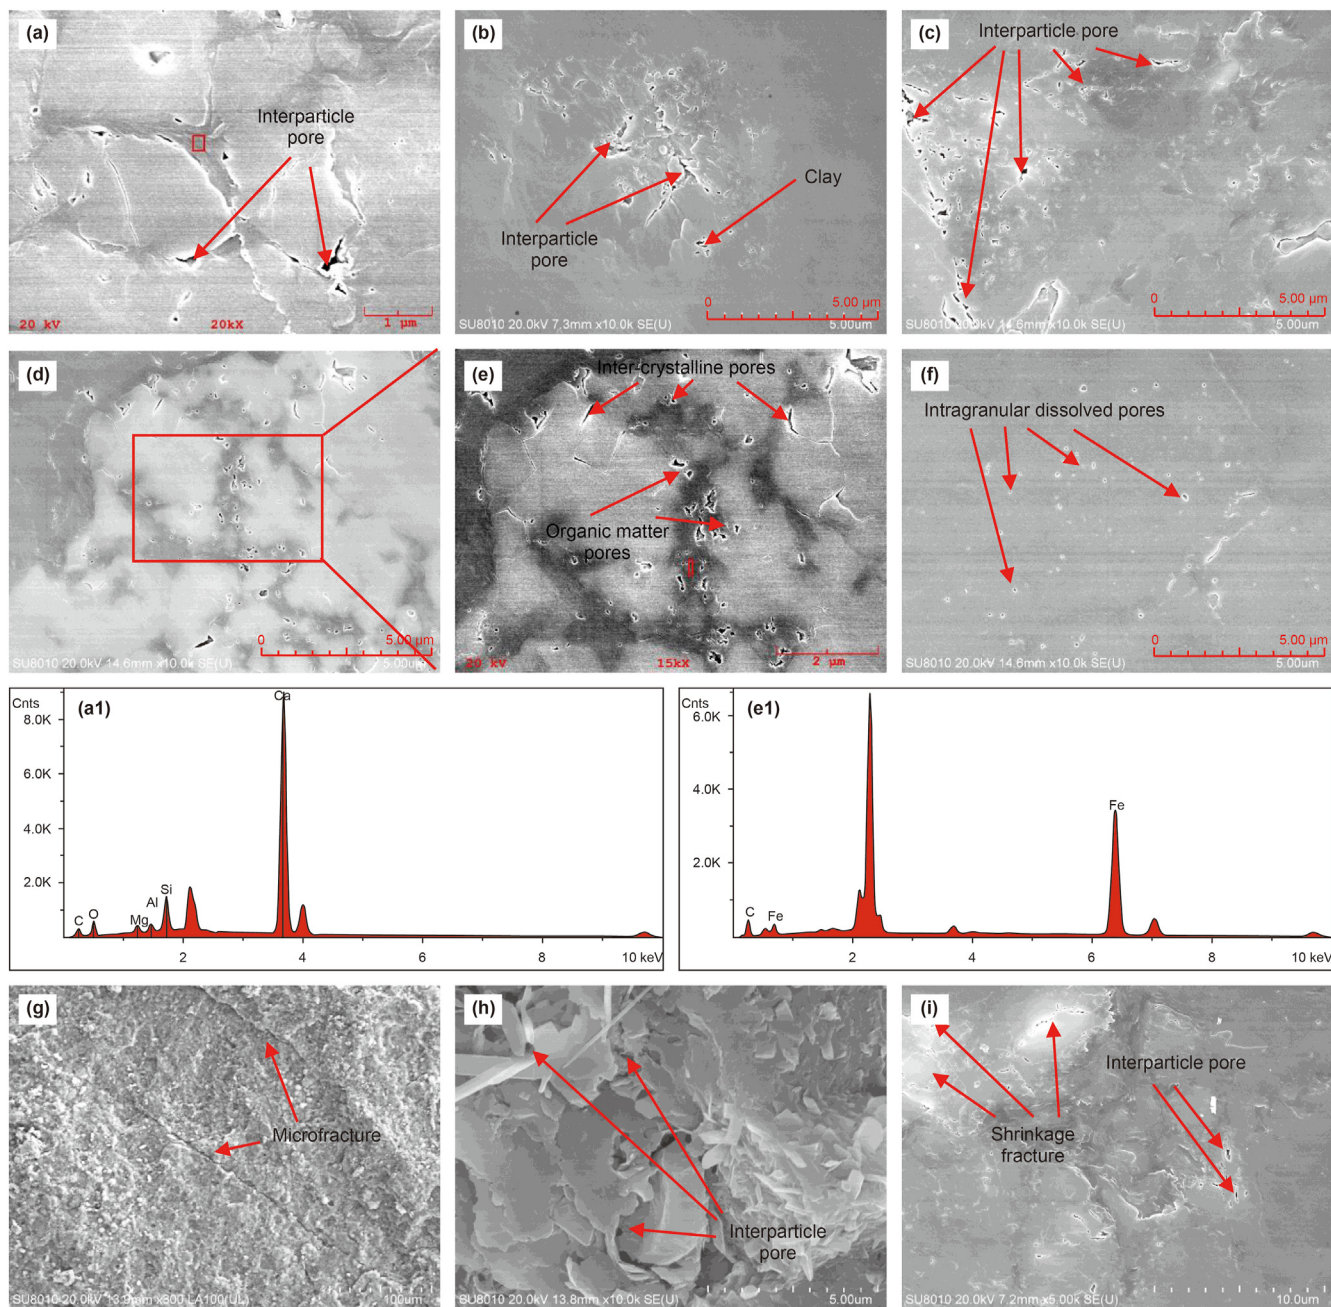 (a)
Interparticle
pore
20 kV
20kX
1 µm
(b)
Interparticle
pore
Clay
0
5.00 µm
SU8010 20.0kV 7.3mm x10.0k SE(U)
5.00um
(c)
Interparticle pore
0
5.00 µm
14.6mm x10.0k SE(U)
5.00um
(d)
0
5.00 µm
SU8010 20.0kV 14.6mm x10.0k SE(U)
5.00um
(e)
Inter-crystalline pores
Organic matter
pores
20 kV
15kX
2 µm
(f)
Intragranular dissolved pores
0
5.00 µm
SU8010 20.0kV 14.6mm x10.0k SE(U)
5.00um
(a1)
Cnts
8.0K
6.0K
4.0K
2.0K
C
O
Mg
Al
Si
Ca
2
4
6
8
10 keV
(e1)
Cnts
6.0K
4.0K
2.0K
C
Fe
Fe
2
4
6
8
10 keV
(g)
Microfracture
100um
(h)
Interparticle
pore
SU8010 20.0kV 13.8mm x10.0k SE(U)
5.00um
(i)
Interparticle pore
Shrinkage
fracture
SU8010 20.0kV 7.2mm x5.00k SE(U)
10.0um